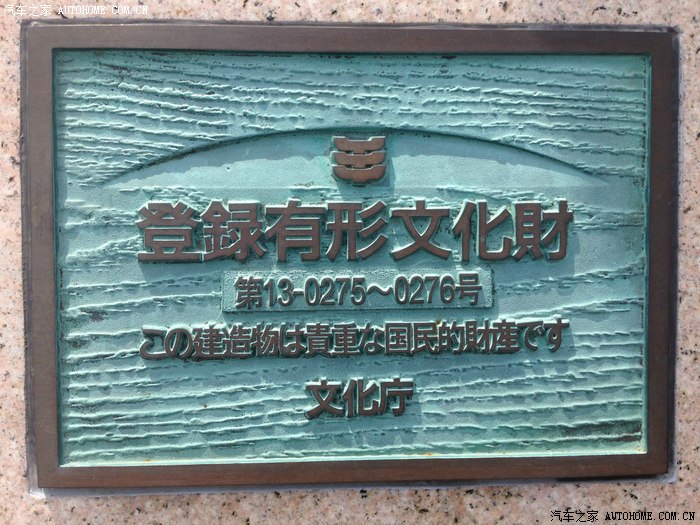 汽车之家 AUTOHOME.COM.CN
登録有形文化財
第13-0275～0276号
この建造物は貴重な国民的財産です
文化庁
汽车之家 AUTOHOME.COM.CN